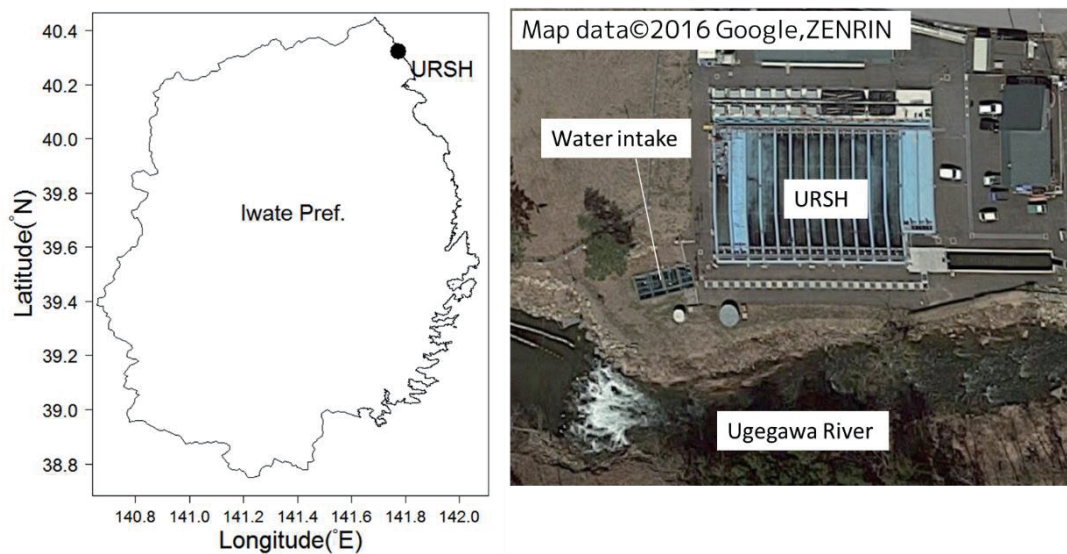 40.4
40.2
40.0
39.8
39.6
39.4
39.2
39.0
38.8
Latitude(°N)
URSH
Iwate Pref.
140.8 141.0 141.2 141.4 141.6 141.8 142.0
Longitude(°E)
Map data©2016 Google,ZENRIN
Water intake
URSH
Ugegawa River